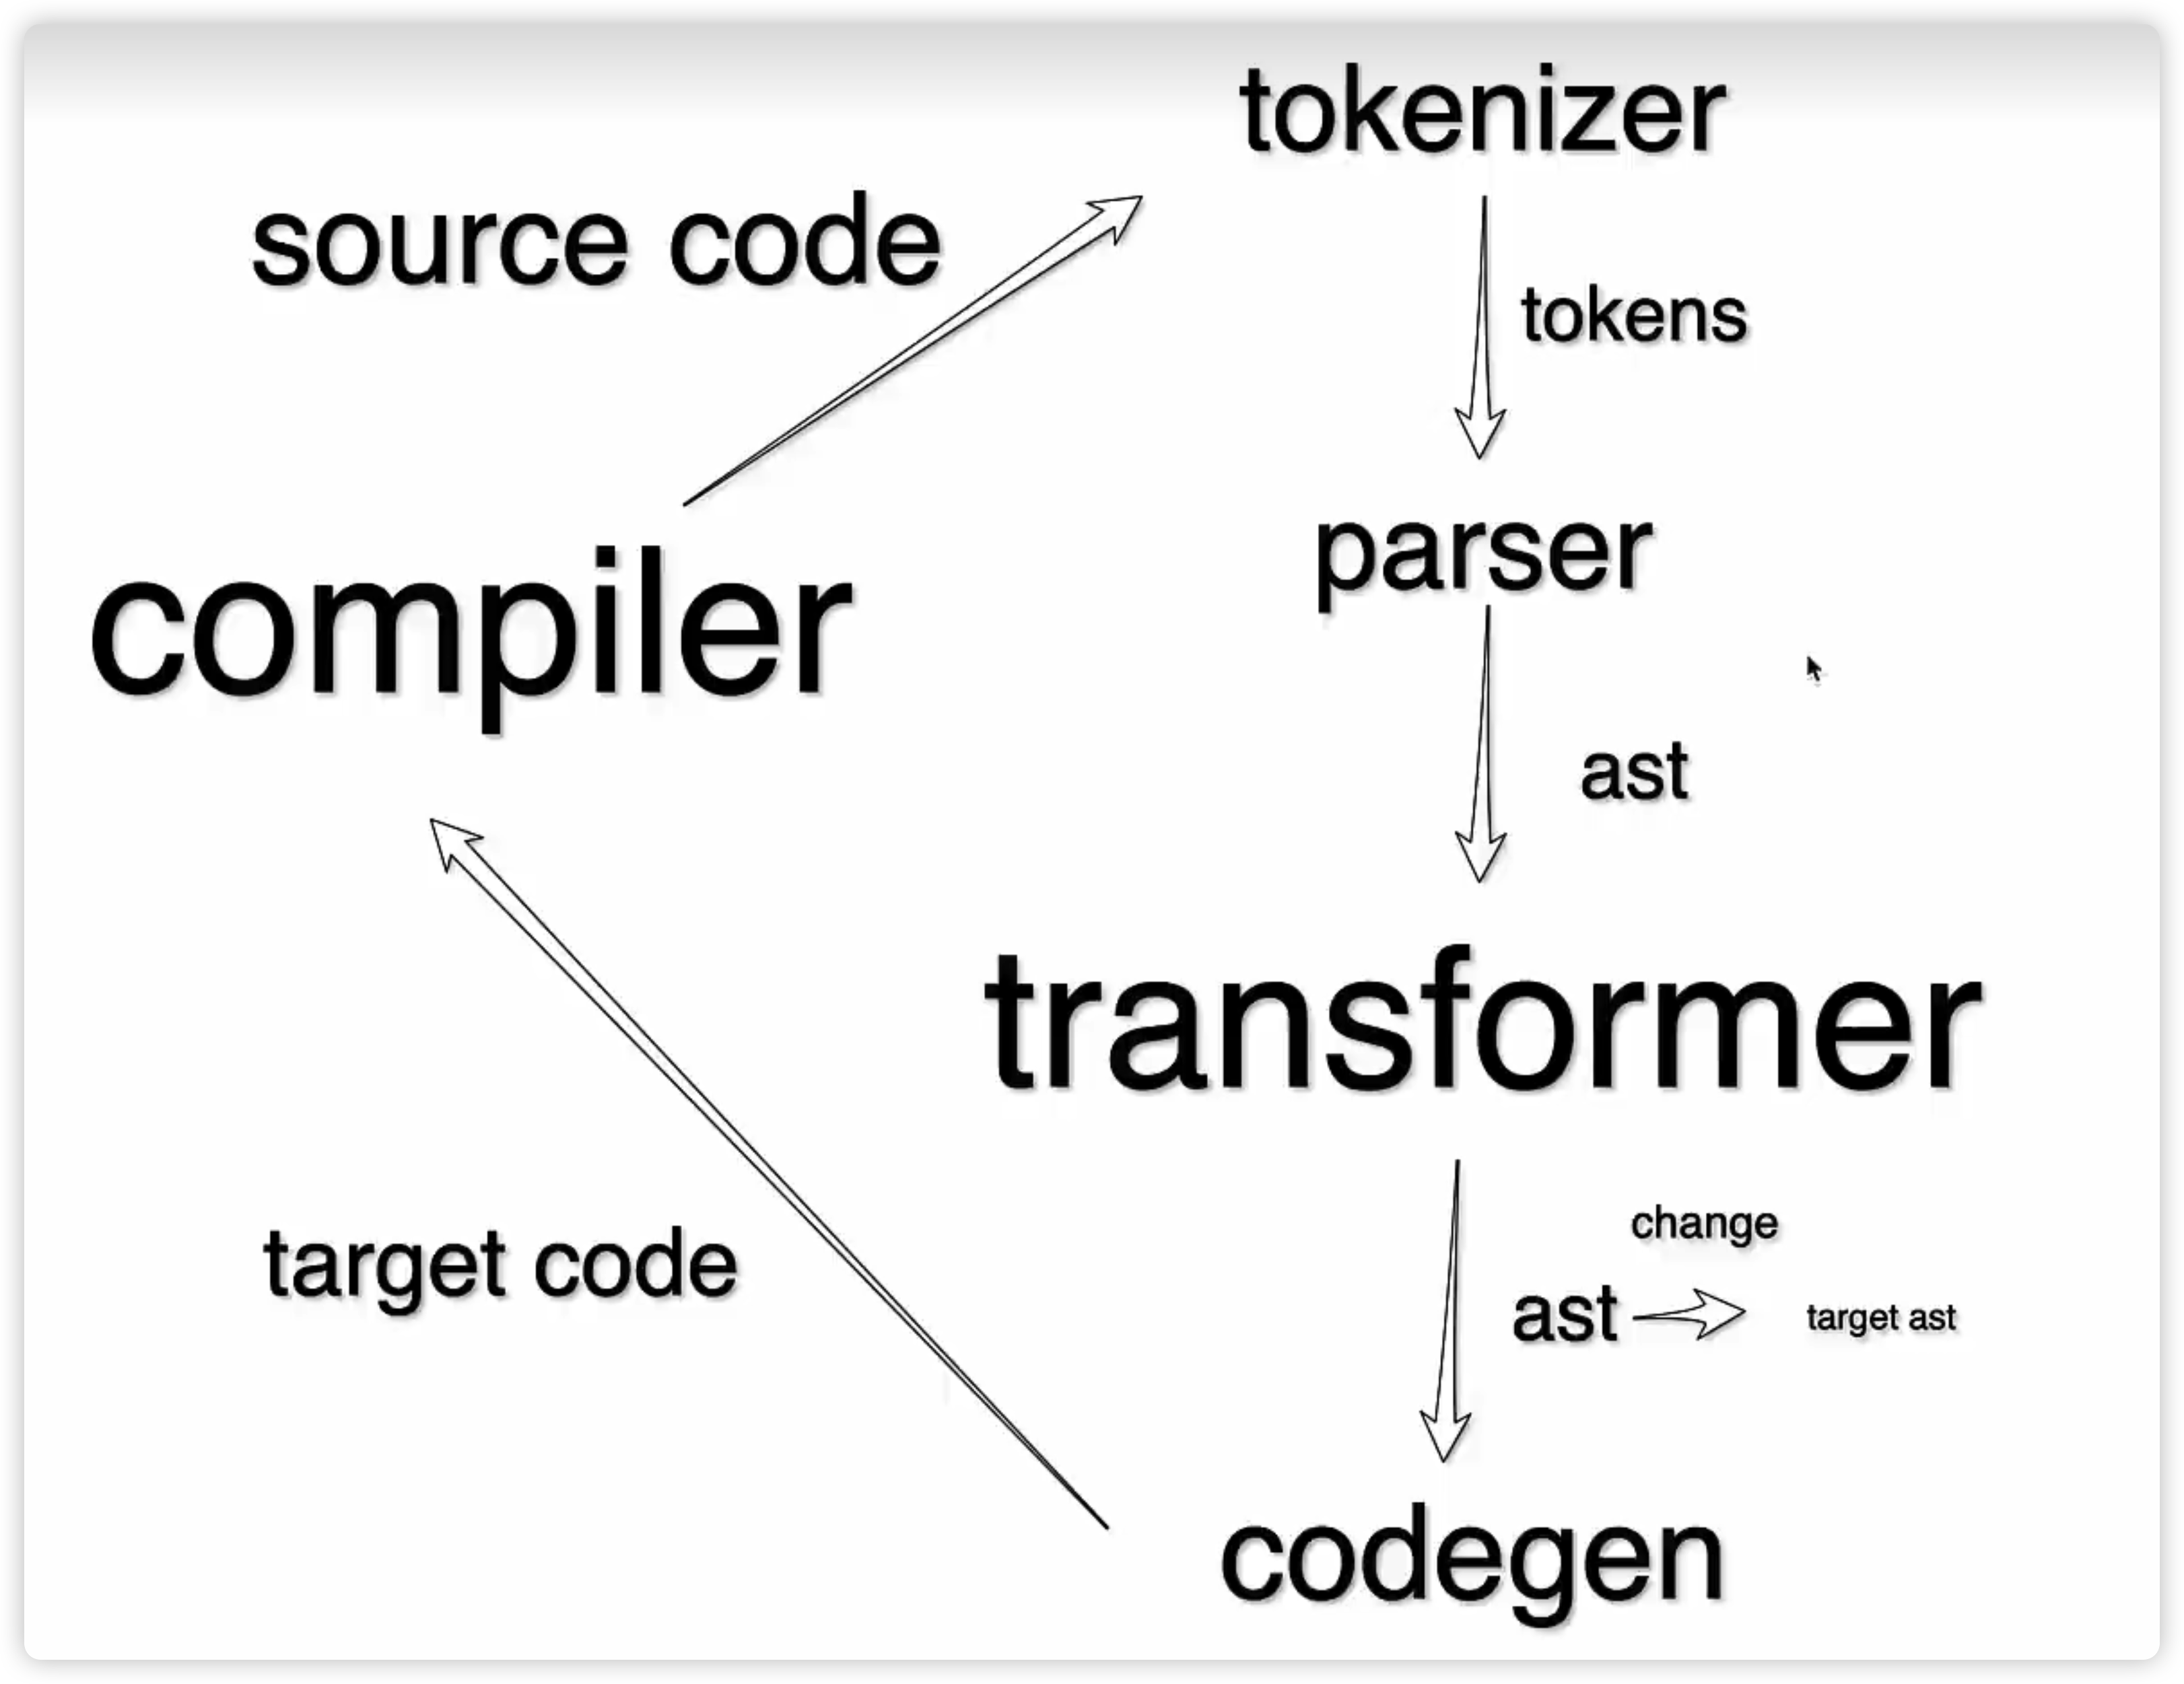 tokenizer
source code
tokens
parser
compiler
ast
transformer
change
target code
ast
target ast
codegen